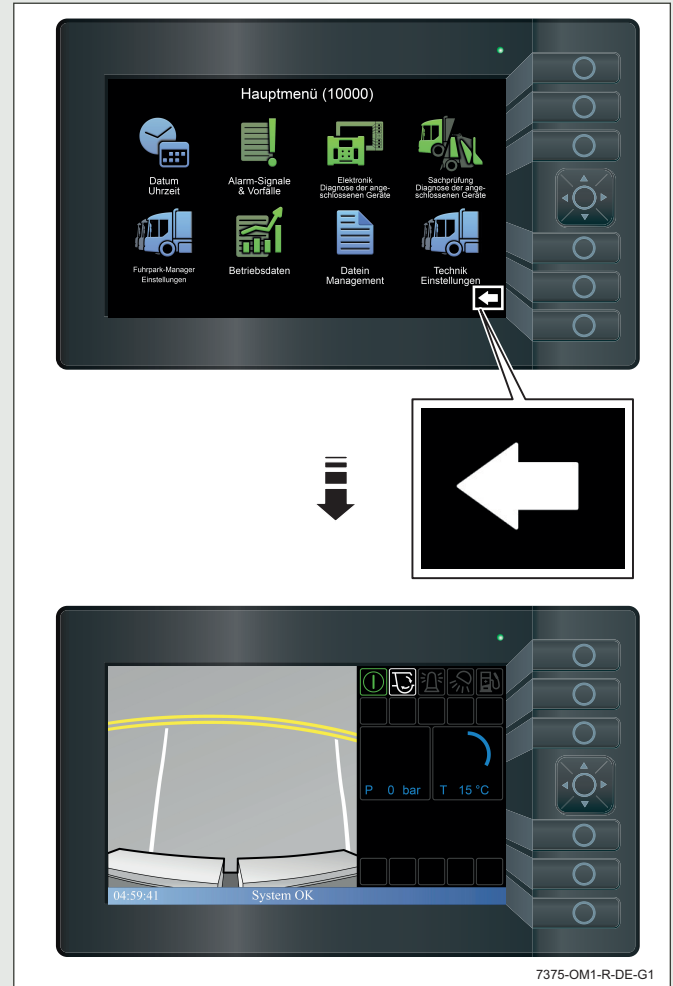 Hauptmenü (10000)
Datum
Uhrzeit
Alarm-Signale
& Vorfälle
Elektronik
Diagnose der ange-
schlossenen Geräte
Sachprüfung
Diagnose der ange-
schlossenen Geräte
Fuhrpark-Manager
Einstellungen
Betriebsdaten
Datein
Management
Technik
Einstellungen
P 0 bar
T 15 °C
04:59:41 System OK
7375-OM1-R-DE-G1